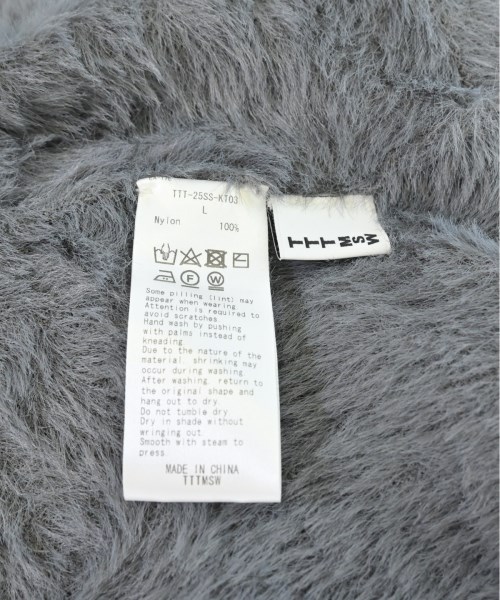 TTT-25SS-KT03
L
Nylon 100%
F W
Some pilling (lint) may
appear when wearing
Attention is required to
avoid scratches.
Hand wash by pushing
with palms instead of
kneading.
Due to the nature of the
material, shrinking may
occur during washing.
After washing, return to
the original shape and
hang out to dry.
Do not tumble dry
Dry in shade without
wringing out.
Smooth with steam to
press
MADE IN CHINA
TTTMSW
TTTMSW